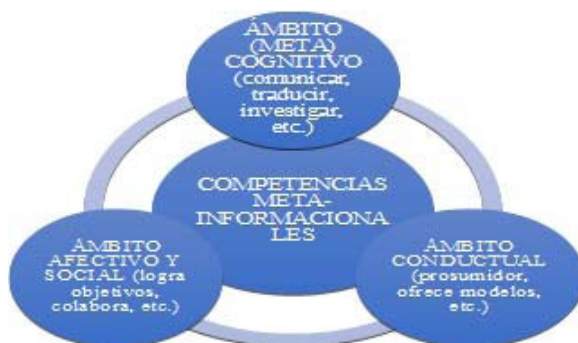 ÁMBITO
(META)
COGNITIVO
(comunicar,
traducir,
investigar,
etc.)
COMPETENCIAS
META-
INFORMACIONA
LES
ÁMBITO
AFECTIVO Y
SOCIAL (logra
objetivos,
colabora, etc.)
ÁMBITO
CONDUCTUAL
(prosumidor,
ofrece modelos,
etc.)